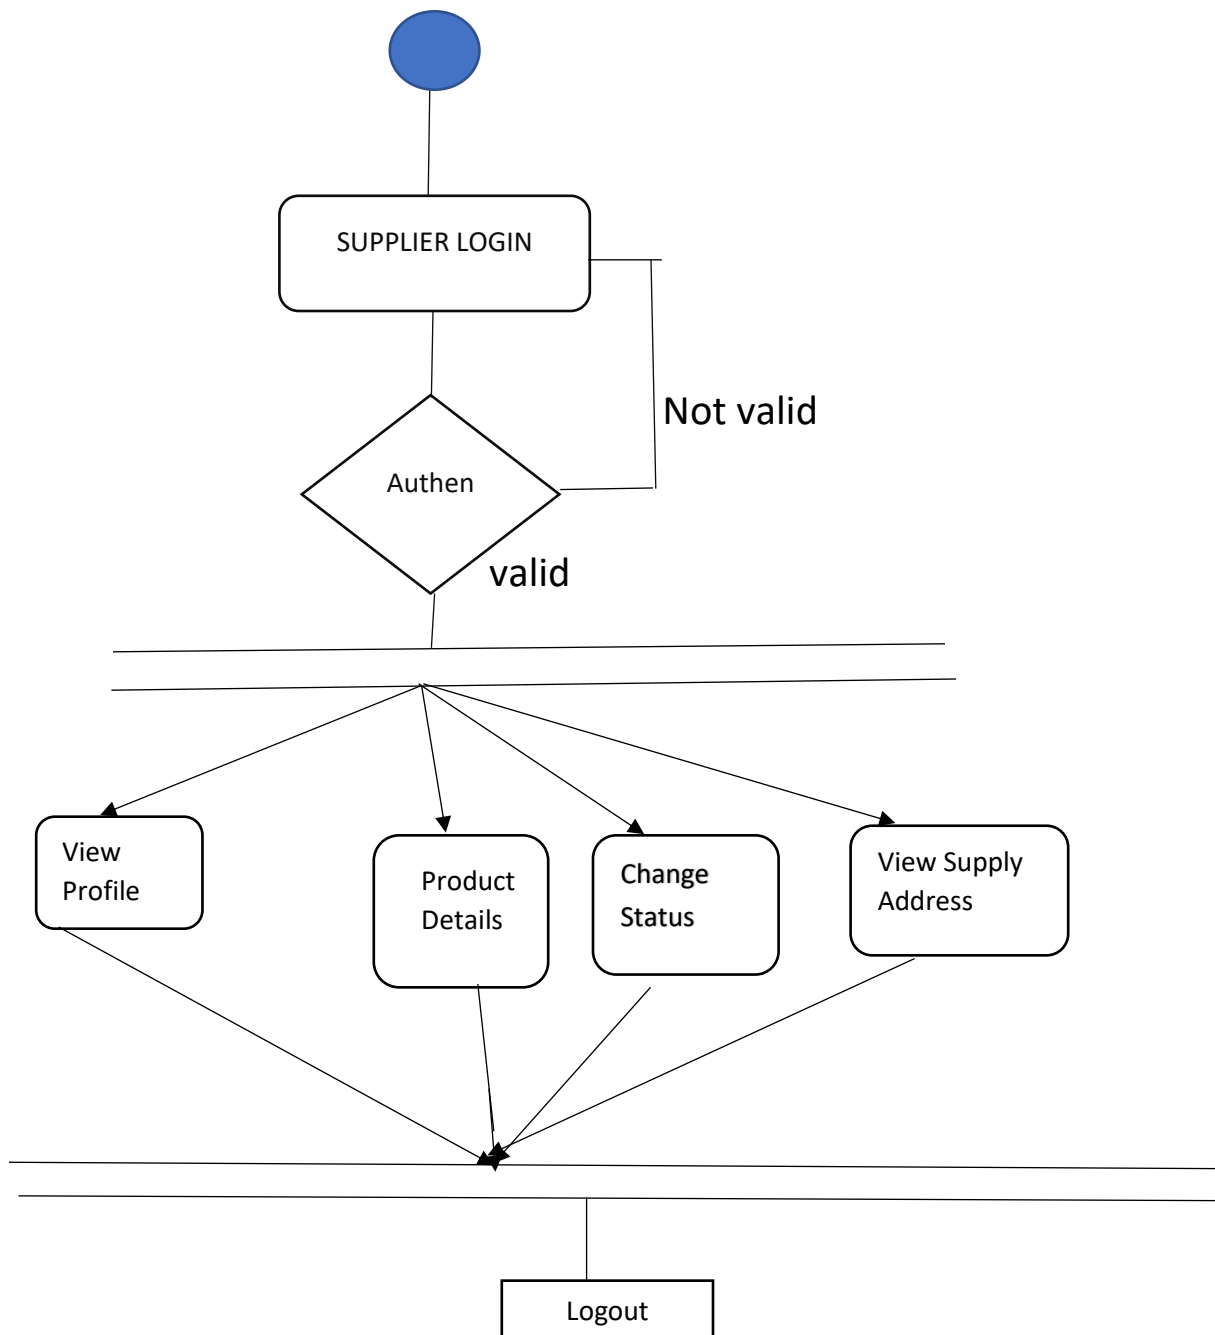 SUPPLIER LOGIN
Not valid
Authen
valid
View
Profile
Product
Details
Change
Status
View Supply
Address
Logout